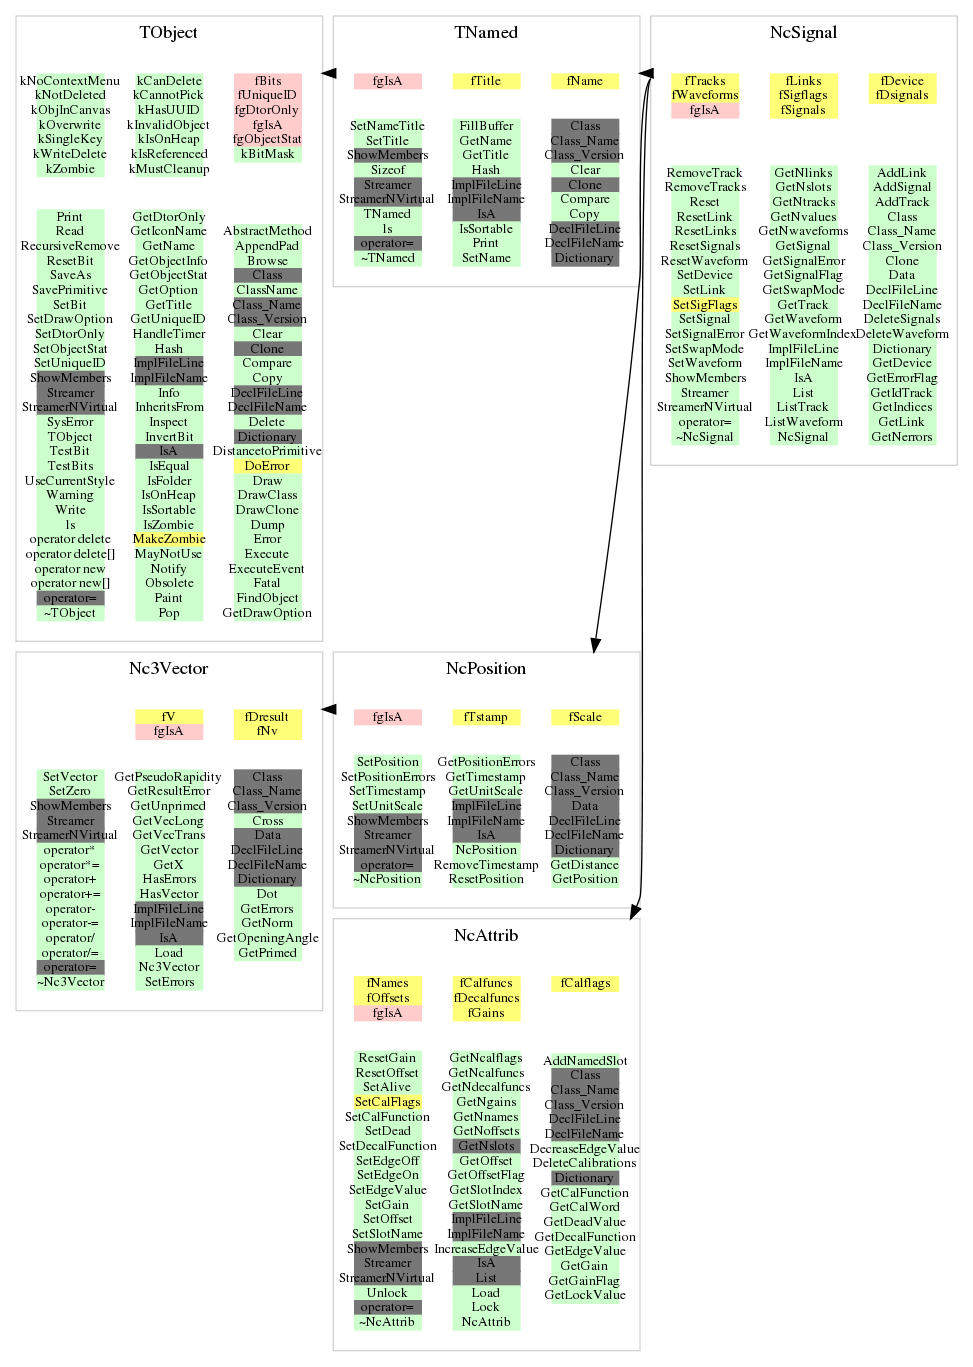 TObject
kNoContextMenu
kNotDeleted
kObjInCanvas
kOverwrite
kSingleKey
kWriteDelete
kZombie
kCanDelete
kCannotPick
kHasUUID
kInvalidObject
kIsOnHeap
kIsReferenced
kMustCleanup
fBits
fUniqueID
fgDtorOnly
fgIsA
fgObjectStat
kBitMask
Print
Read
RecursiveRemove
ResetBit
SaveAs
SavePrimitive
SetBit
SetDrawOption
SetDtorOnly
SetObjectStat
SetUniqueID
ShowMembers
Streamer
StreamerNVirtual
SysError
TObject
TestBit
TestBits
UseCurrentStyle
Warning
Write
ls
operator delete
operator delete[]
operator new
operator new[]
operator=
~TObject
GetDtorOnly
GetIconName
GetName
GetObjectInfo
GetObjectStat
GetOption
GetTitle
GetUniqueID
HandleTimer
Hash
ImplFileLine
ImplFileName
Info
InheritsFrom
Inspect
InvertBit
IsA
IsEqual
IsFolder
IsOnHeap
IsSortable
IsZombie
MakeZombie
MayNotUse
Notify
Obsolete
Paint
Pop
AbstractMethod
AppendPad
Browse
Class
ClassName
Class_Name
Class_Version
Clear
Clone
Compare
Copy
DeclFileLine
DeclFileName
Delete
Dictionary
DistancetoPrimitive
DoError
Draw
DrawClass
DrawClone
Dump
Error
Execute
ExecuteEvent
Fatal
FindObject
GetDrawOption
TNamed
fgIsA
fTitle
fName
SetNameTitle
SetTitle
ShowMembers
Sizeof
Streamer
StreamerNVirtual
TNamed
ls
operator=
~TNamed
FillBuffer
GetName
GetTitle
Hash
ImplFileLine
ImplFileName
IsA
IsSortable
Print
SetName
Class
Class_Name
Class_Version
Clear
Clone
Compare
Copy
DeclFileLine
DeclFileName
Dictionary
NcSignal
fTracks
fWaveforms
fgIsA
fLinks
fSigflags
fSignals
fDevice
fDsignals
RemoveTrack
RemoveTracks
Reset
ResetLink
ResetLinks
ResetSignals
ResetWaveform
SetDevice
SetLink
SetSigFlags
SetSignal
SetSignalError
SetSwapMode
SetWaveform
ShowMembers
Streamer
StreamerNVirtual
operator=
~NcSignal
GetNlinks
GetNslots
GetNtracks
GetNvalues
GetNwaveforms
GetSignal
GetSignalError
GetSignalFlag
GetSwapMode
GetTrack
GetWaveform
GetWaveformIndex
ImplFileLine
ImplFileName
IsA
List
ListTrack
ListWaveform
NcSignal
AddLink
AddSignal
AddTrack
Class
Class_Name
Class_Version
Clone
Data
DeclFileLine
DeclFileName
DeleteSignals
DeleteWaveform
Dictionary
GetDevice
GetErrorFlag
GetIdTrack
GetIndices
GetLink
GetNerrors
Nc3Vector
fV
fgIsA
fDresult
fNv
SetVector
SetZero
ShowMembers
Streamer
StreamerNVirtual
operator*
operator*=
operator+
operator+=
operator-
operator-=
operator/
operator/=
operator=
~Nc3Vector
GetPseudoRapidity
GetResultError
GetUnprimed
GetVecLong
GetVecTrans
GetVector
GetX
HasErrors
HasVector
ImplFileLine
ImplFileName
IsA
Load
Nc3Vector
SetErrors
Class
Class_Name
Class_Version
Cross
Data
DeclFileLine
DeclFileName
Dictionary
Dot
GetErrors
GetNorm
GetOpeningAngle
GetPrimed
NcPosition
fgIsA
fTstamp
fScale
SetPosition
SetPositionErrors
SetTimestamp
SetUnitScale
ShowMembers
Streamer
StreamerNVirtual
operator=
~NcPosition
GetPositionErrors
GetTimestamp
GetUnitScale
ImplFileLine
ImplFileName
IsA
NcPosition
RemoveTimestamp
ResetPosition
Class
Class_Name
Class_Version
Data
DeclFileLine
DeclFileName
Dictionary
GetDistance
GetPosition
NcAttrib
fNames
fOffsets
fgIsA
fCalfuncs
fDecalfuncs
fGains
fCalflags
ResetGain
ResetOffset
SetAlive
SetCalFlags
SetCalFunction
SetDead
SetDecalFunction
SetEdgeOff
SetEdgeOn
SetEdgeValue
SetGain
SetOffset
SetSlotName
ShowMembers
Streamer
StreamerNVirtual
Unlock
operator=
~NcAttrib
GetNcalflags
GetNcalfuncs
GetNdecalfuncs
GetNgains
GetNnames
GetNoffsets
GetNslots
GetOffset
GetOffsetFlag
GetSlotIndex
GetSlotName
ImplFileLine
ImplFileName
IncreaseEdgeValue
IsA
List
Load
Lock
NcAttrib
AddNamedSlot
Class
Class_Name
Class_Version
DeclFileLine
DeclFileName
DecreaseEdgeValue
DeleteCalibrations
Dictionary
GetCalFunction
GetCalWord
GetDeadValue
GetDecalFunction
GetEdgeValue
GetGain
GetGainFlag
GetLockValue